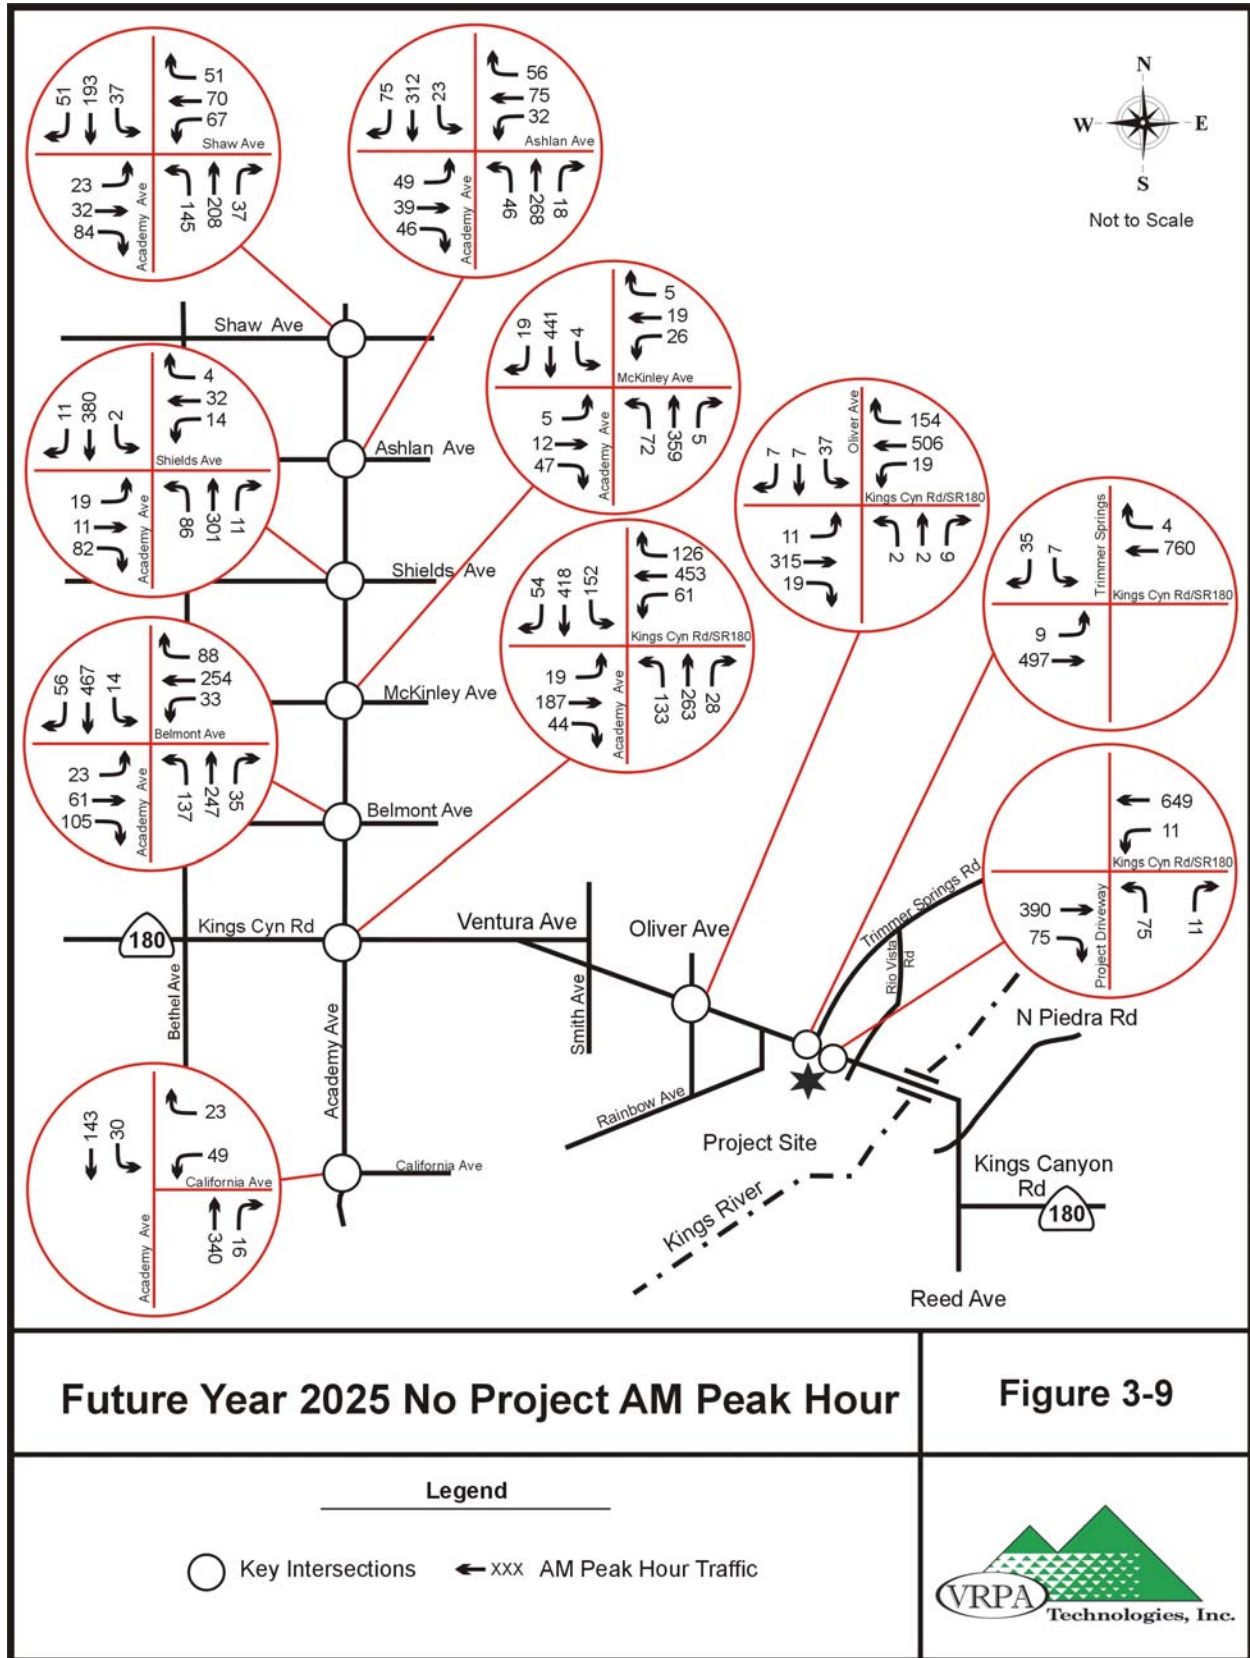 51
193
37
51
70
67
Shaw Ave
23
32
84
Academy Ave
145
208
37
75
312
23
56
75
32
Ashlan Ave
49
39
46
Academy Ave
46
268
18
N
W
E
S
Not to Scale
Shaw Ave
19
441
4
5
19
26
McKinley Ave
5
12
47
Academy Ave
72
359
5
11
380
2
4
32
14
Shields Ave
19
11
82
Academy Ave
86
301
11
Ashlan Ave
Shields Ave
McKinley Ave
Belmont Ave
7
7
37
Oliver Ave
154
506
19
Kings Cyn Rd/SR180
11
315
19
2
2
9
35
7
Trimmer Springs
4
760
Kings Cyn Rd/SR180
9
497
54
418
152
126
453
61
Kings Cyn Rd/SR180
19
187
44
Academy Ave
133
263
28
56
467
14
88
254
33
Belmont Ave
23
61
105
Academy Ave
137
247
35
649
11
Kings Cyn Rd/SR180
390
75
Project Driveway
75
11
180
Kings Cyn Rd
Ventura Ave
Oliver Ave
Trimmer Springs Rd
Rio Vista
Rd
Bethel Ave
Academy Ave
Smith Ave
Rainbow Ave
N Piedra Rd
Project Site
Kings River
Kings Canyon
Rd
180
Reed Ave
143
30
23
49
California Ave
Academy Ave
340
16
California Ave
Future Year 2025 No Project AM Peak Hour
Figure 3-9
Legend
Key Intersections
XXX AM Peak Hour Traffic
VRPA
Technologies, Inc.